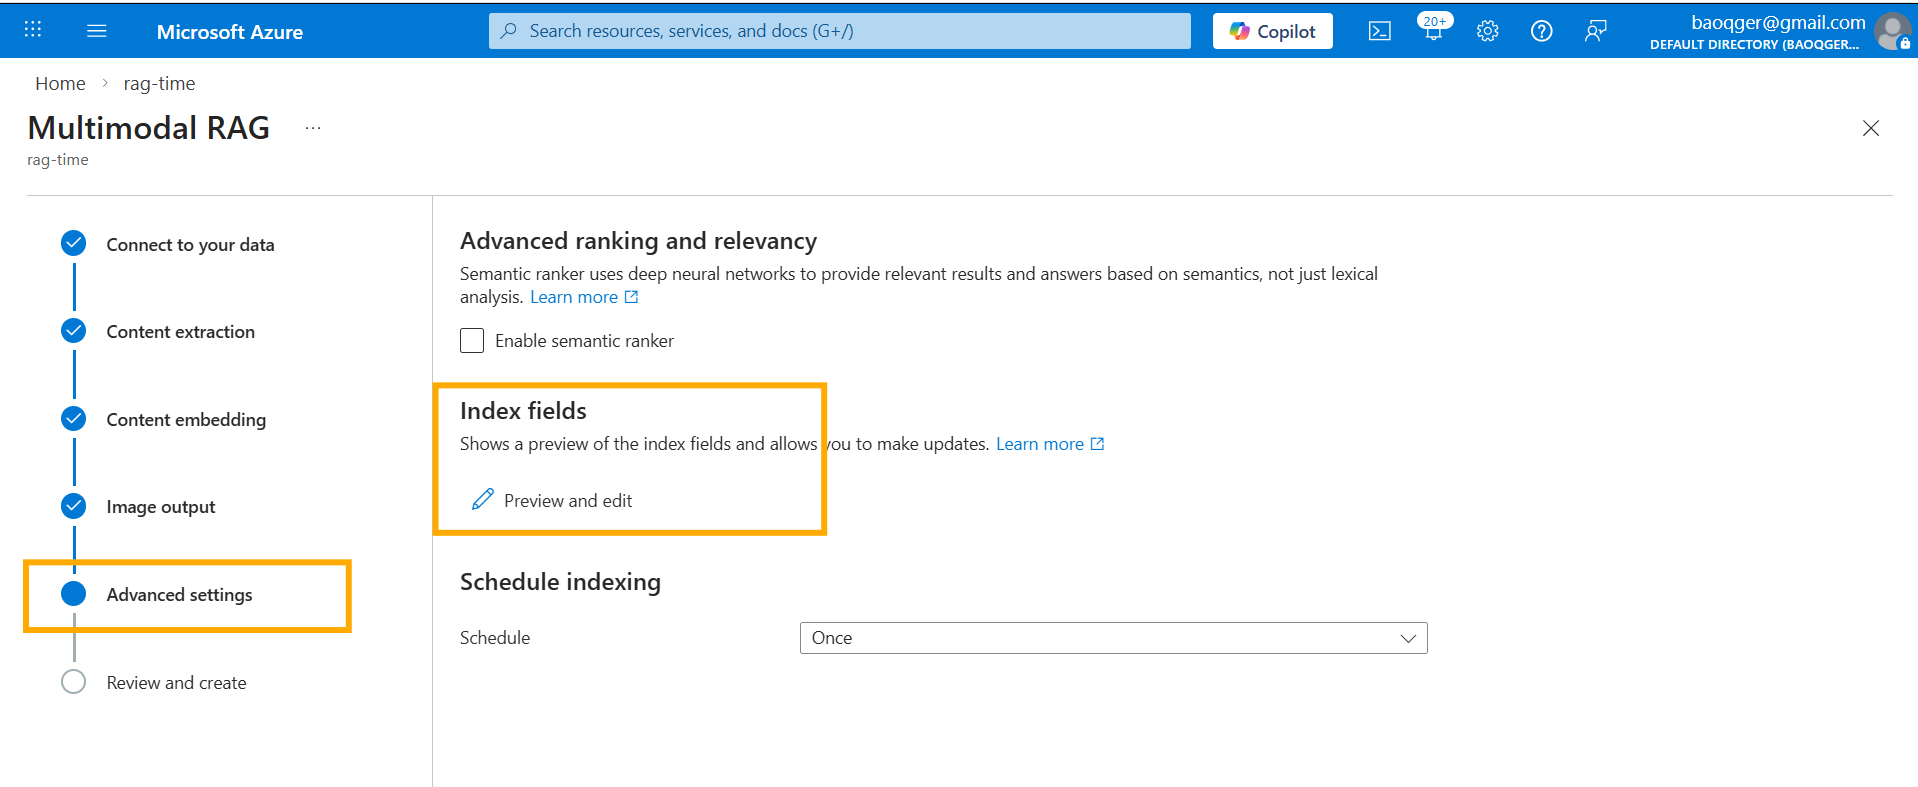 Microsoft Azure
Search resources, services, and docs (G+/)
Copilot
20+
baoqger@gmail.com
DEFAULT DIRECTORY (BAOQGER...
Home > rag-time
Multimodal RAG ...
rag-time
Connect to your data
Content extraction
Content embedding
Image output
Advanced settings
Review and create
Advanced ranking and relevancy
Semantic ranker uses deep neural networks to provide relevant results and answers based on semantics, not just lexical
analysis. Learn more
Enable semantic ranker
Index fields
Shows a preview of the index fields and allows you to make updates. Learn more
Preview and edit
Schedule indexing
Schedule
Once